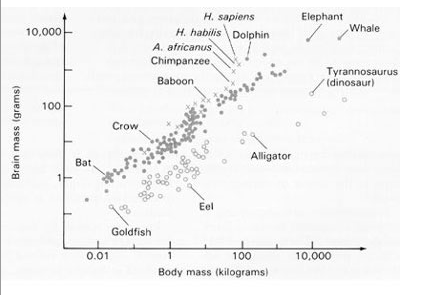 H. sapiens
Elephant
H. habilis
Dolphin
Whale
10,000
A. africanus
Chimpanzee
Tyrannosaurus
(dinosaur)
Baboon
Brain mass (grams)
100
Crow
Alligator
Bat
1
Eel
Goldfish
0.01
1
100
10,000
Body mass (kilograms)